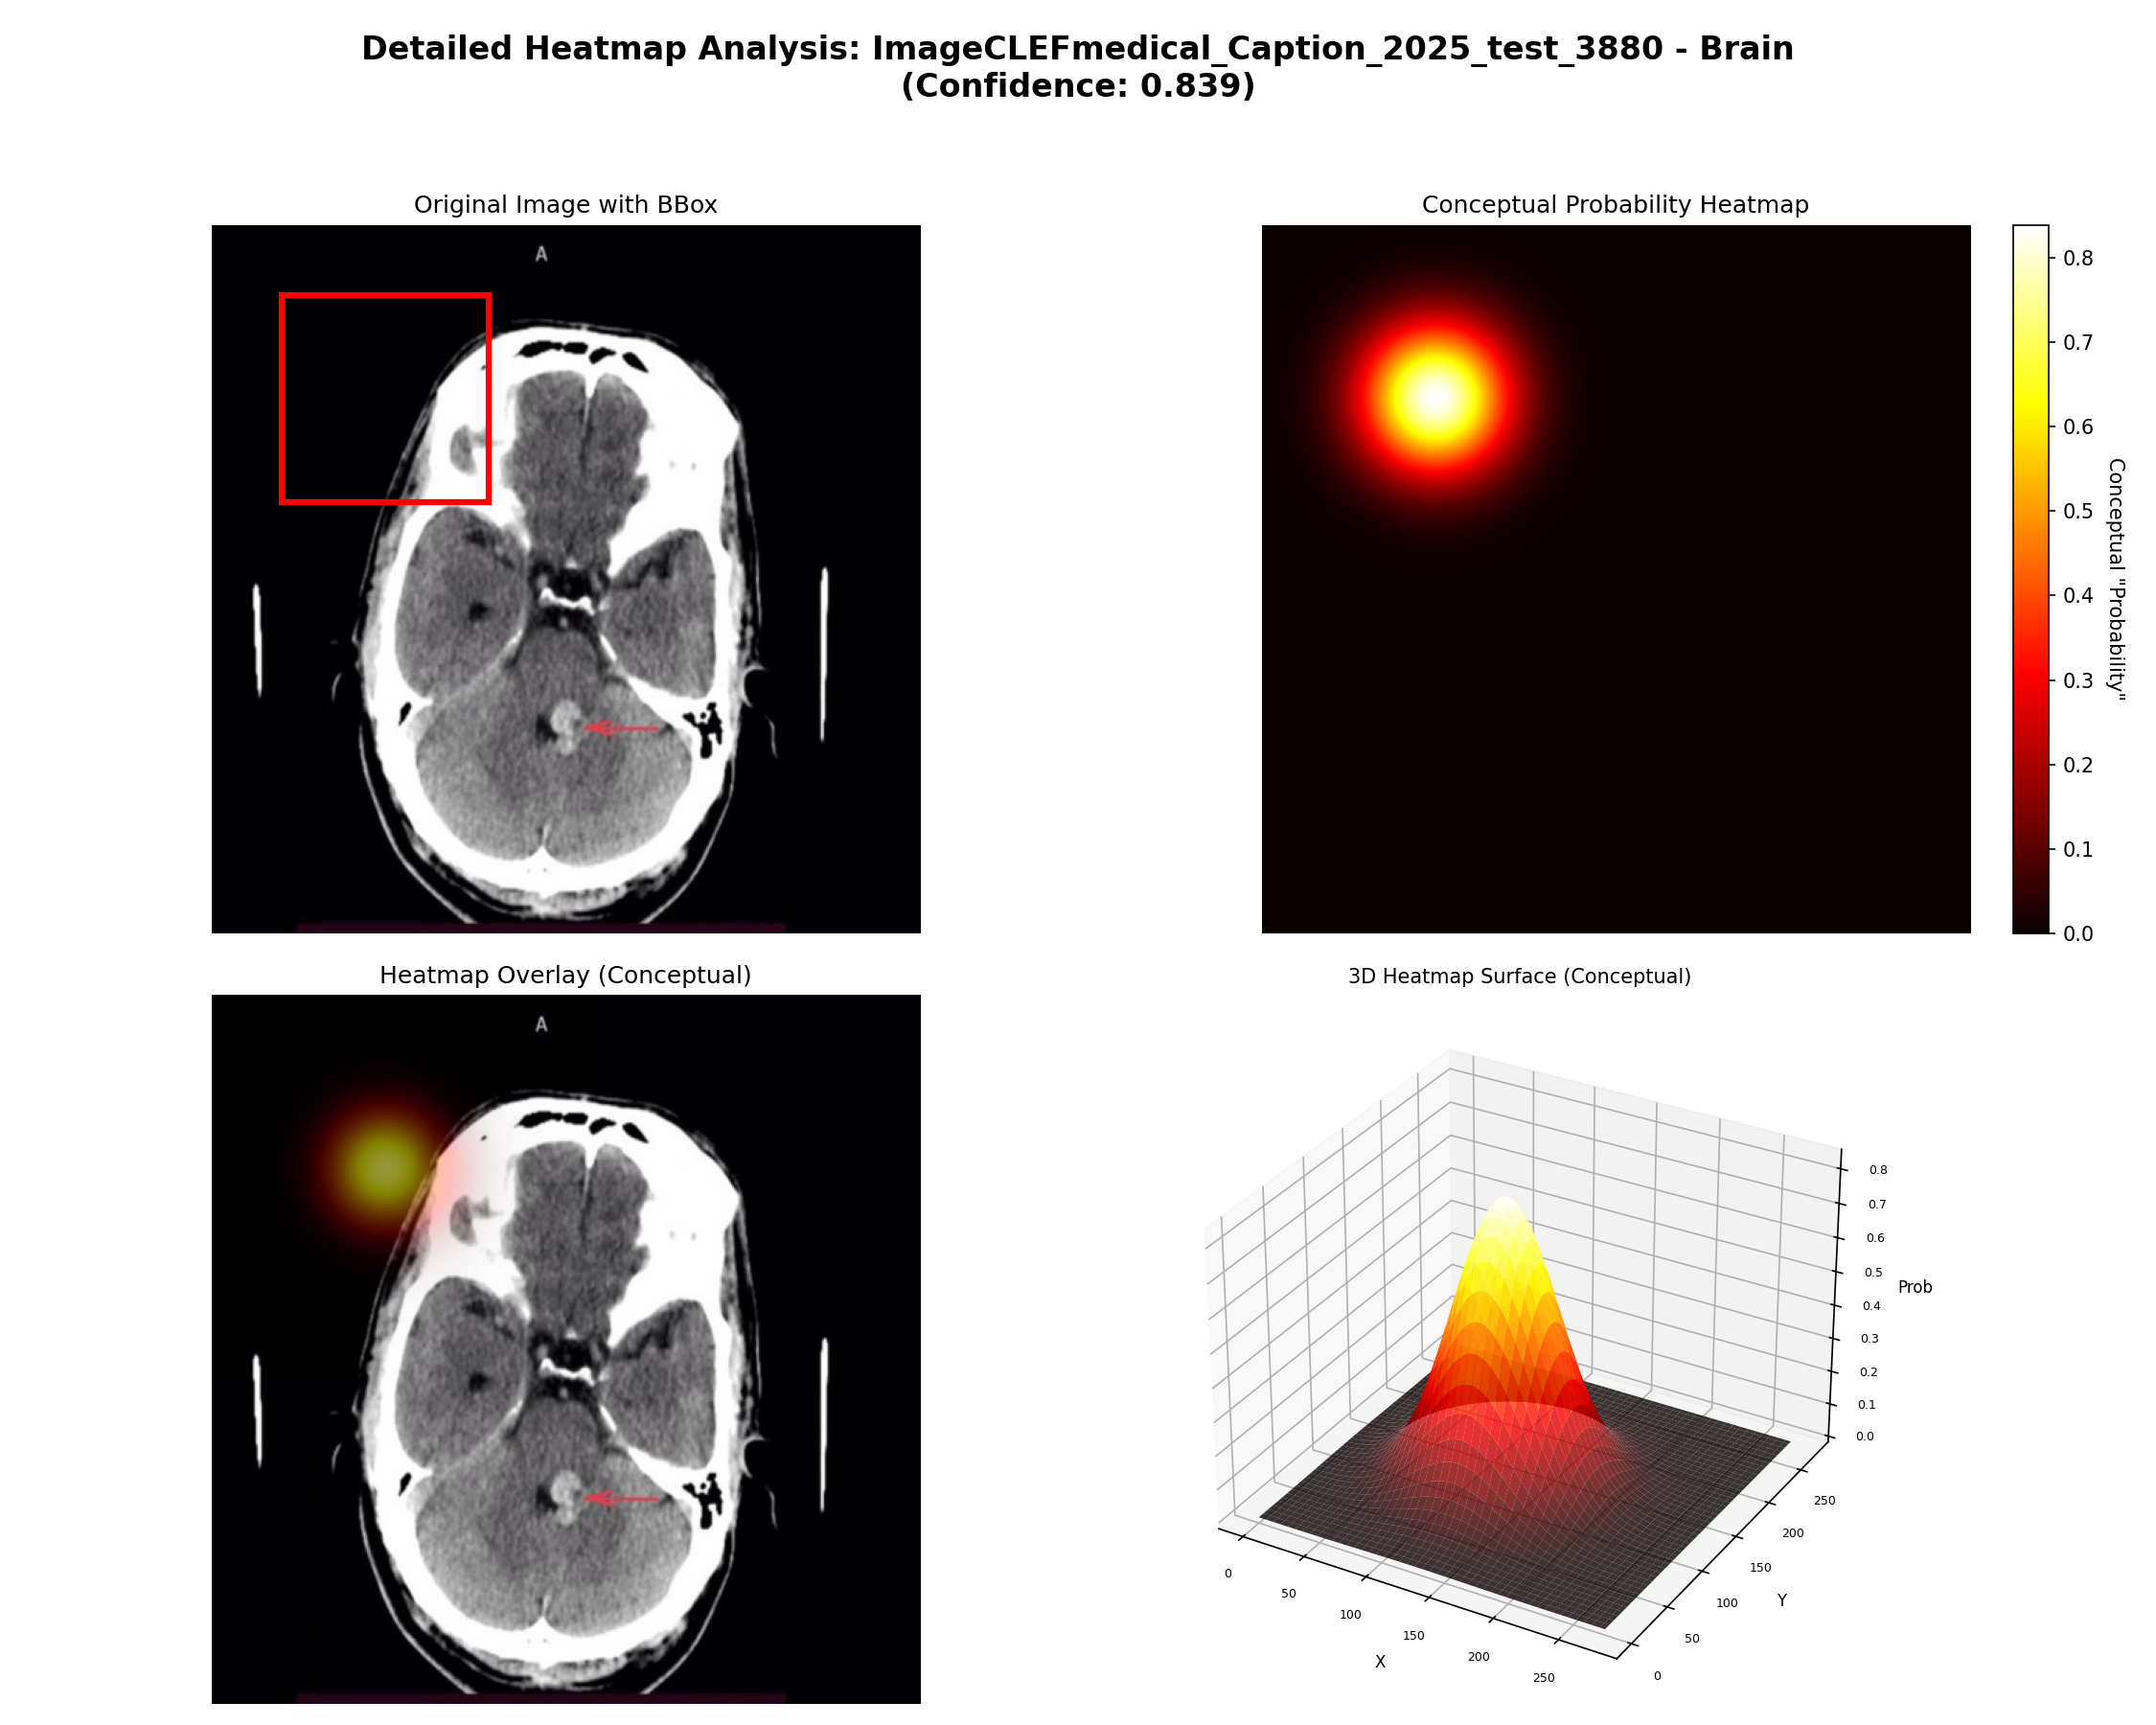 Detailed Heatmap Analysis: ImageCLEFmedical_Caption_2025_test_3880 - Brain
(Confidence: 0.839)
Original Image with BBox
A
Conceptual Probability Heatmap
0.8
0.7
0.6
0.5
0.4
0.3
0.2
0.1
0.0
Conceptual "Probability"
Heatmap Overlay (Conceptual)
A
3D Heatmap Surface (Conceptual)
0.8
0.7
0.6
0.5
0.4
0.3
0.2
0.1
0.0
Prob
0
50
100
150
200
250
X
0
50
100
150
200
250
Y